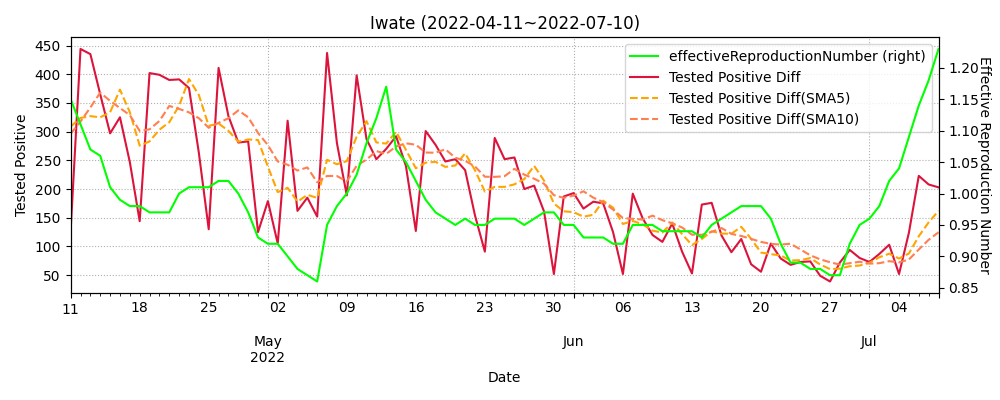 Iwate (2022-04-11~2022-07-10)
effectiveReproductionNumber (right)
Tested Positive Diff
Tested Positive Diff(SMA5)
Tested Positive Diff(SMA10)
Tested Positive
450
400
350
300
250
200
150
100
50
1.20
1.15
1.10
1.05
1.00
0.95
0.90
0.85
Effective Reproduction Number
11 18 25 02 09 16 23 30 06 13 20 27 04
May Jun Jul
2022
Date